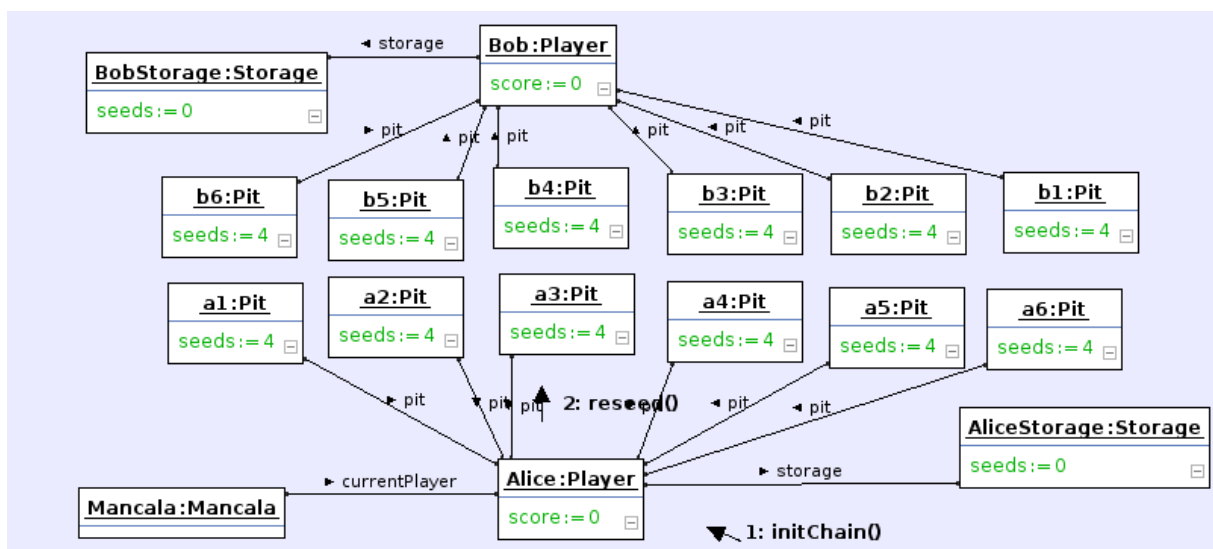 ◄ storage
Bob:Player
score:=0
BobStorage:Storage
seeds:=0
► pit
▲ pit
▲ pit
▲ pit
◄ pit
◄ pit
b6:Pit
seeds:=4
b5:Pit
seeds:=4
b4:Pit
seeds:=4
b3:Pit
seeds:=4
b2:Pit
seeds:=4
b1:Pit
seeds:=4
a1:Pit
seeds:=4
a2:Pit
seeds:=4
a3:Pit
seeds:=4
a4:Pit
seeds:=4
a5:Pit
seeds:=4
a6:Pit
seeds:=4
► pit
▼ pit
▼ pit
2: reseed()
◄ pit
◄ pit
◄ pit
AliceStorage:Storage
seeds:=0
► storage
Alice:Player
score:=0
► currentPlayer
Mancala:Mancala
1: initChain()